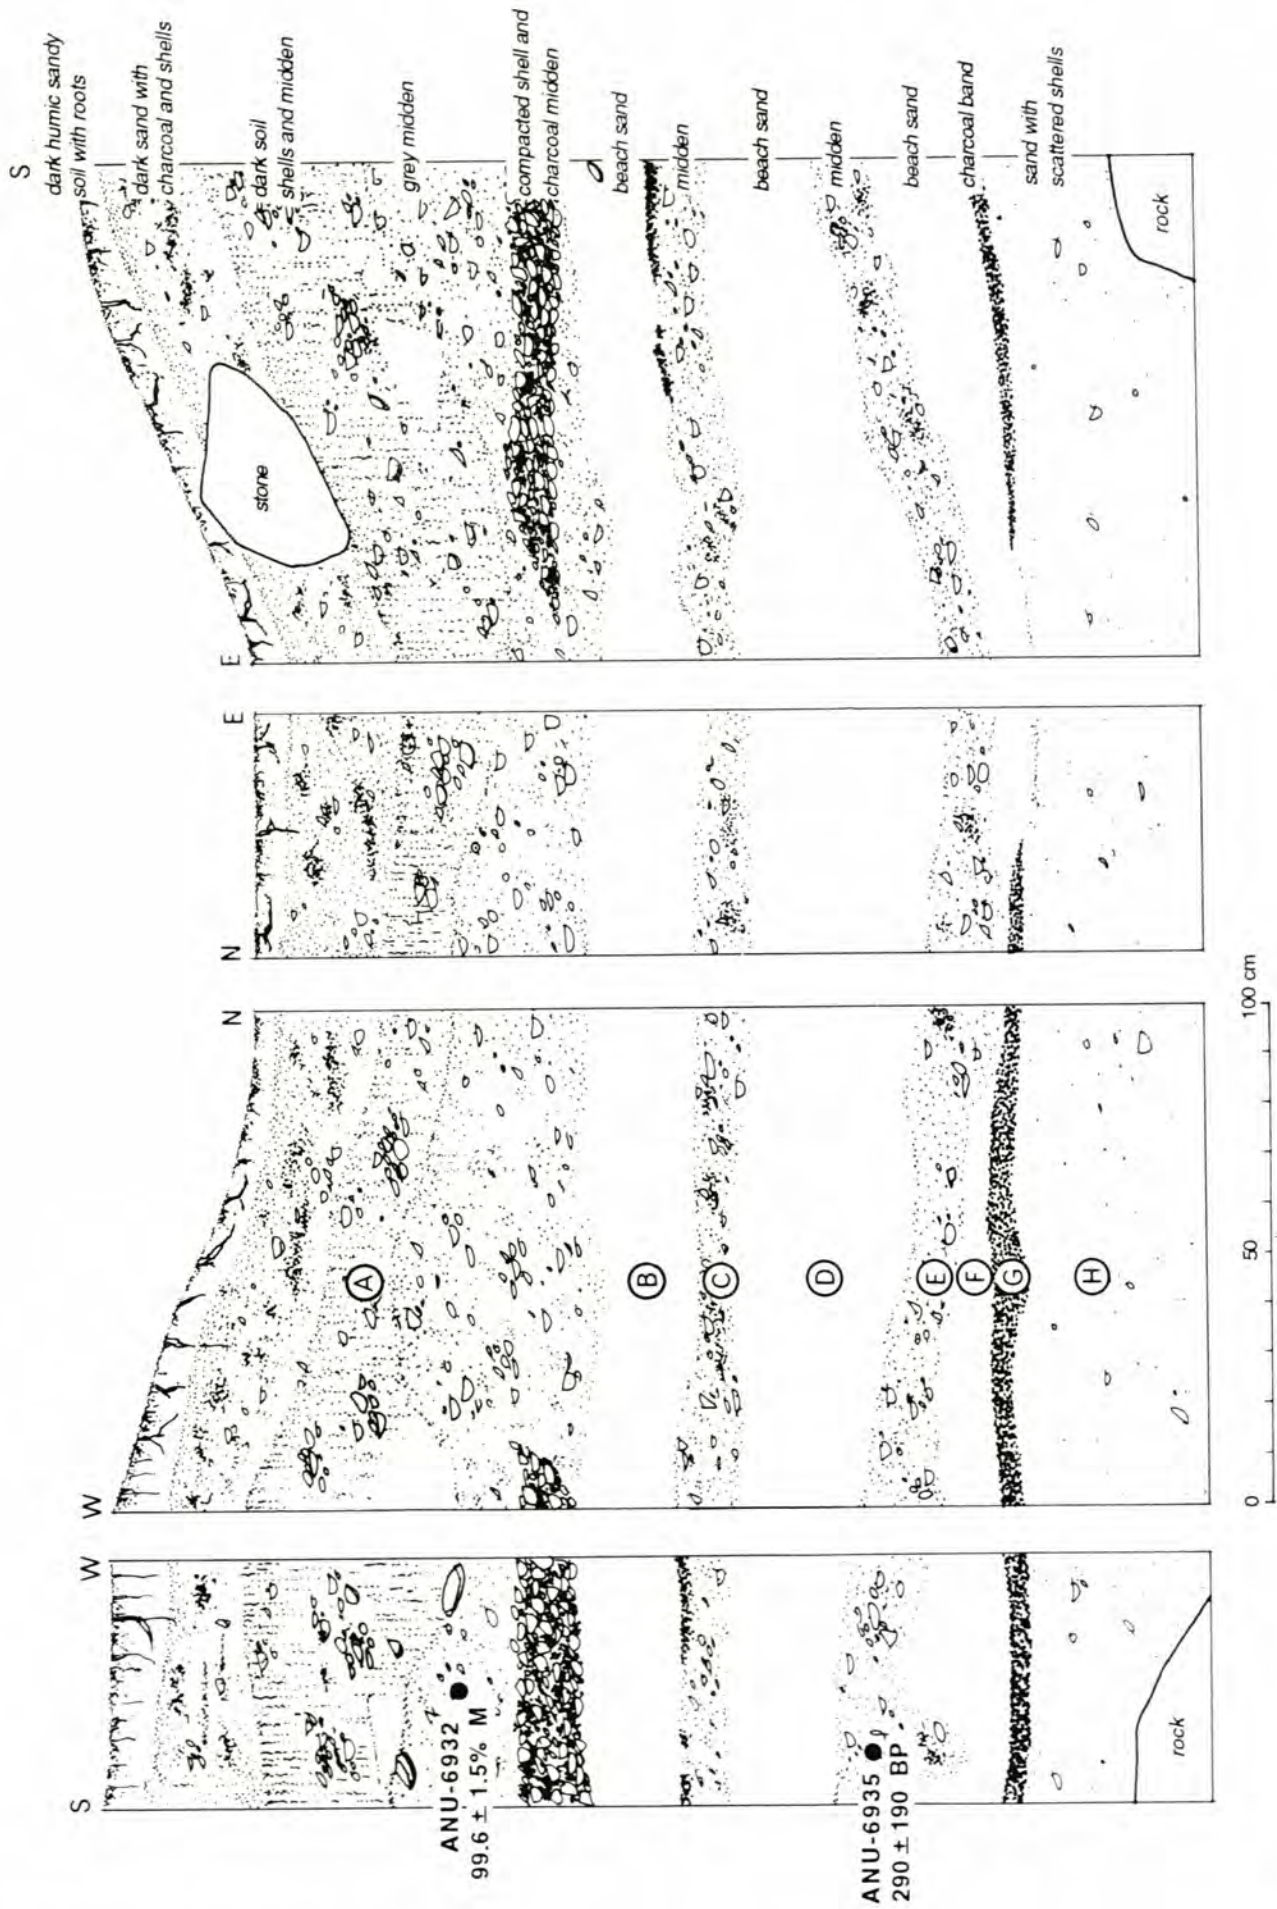 S
dark humic sandy
soil with roots
dark sand with
charcoal and shells
dark soil
shells and midden
grey midden
compacted shell and
charcoal midden
beach sand
midden
beach sand
midden
beach sand
charcoal band
sand with
scattered shells
stone
rock
E
E
N
N
W
A
B
C
D
E
F
G
H
0
50
100 cm
W
S
ANU-6932
99.6 ± 1.5% M
ANU-6935
290 ± 190 BP
rock